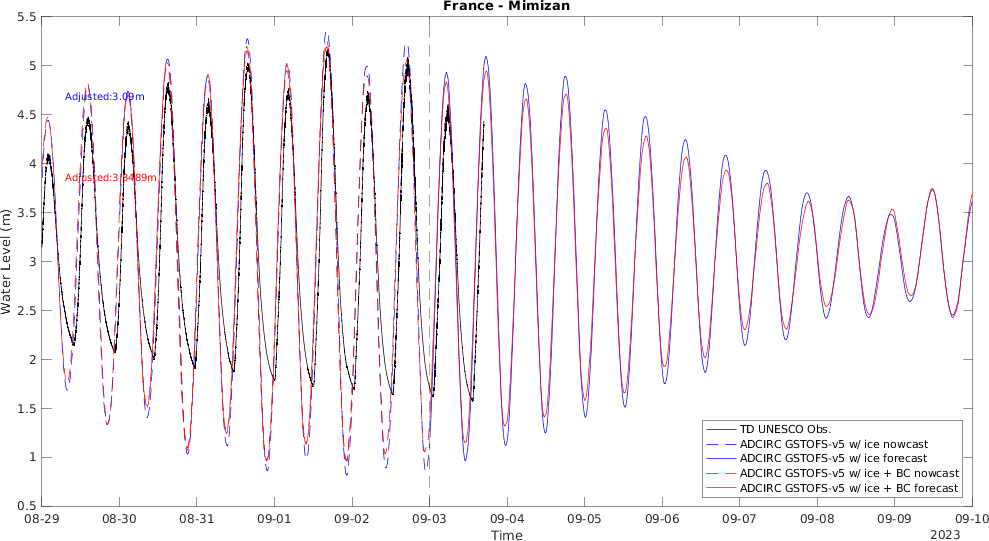 France - Mimizan
5.5
5
4.5
4
3.5
3
2.5
2
1.5
1
0.5
Water Level (m)
Adjusted:3.09m
Adjusted:3.3489m
TD UNESCO Obs.
ADCIRC GSTOFS-v5 w/ ice nowcast
ADCIRC GSTOFS-v5 w/ ice forecast
ADCIRC GSTOFS-v5 w/ ice + BC nowcast
ADCIRC GSTOFS-v5 w/ ice + BC forecast
08-29 08-30 08-31 09-01 09-02 09-03 09-04 09-05 09-06 09-07 09-08 09-09 09-10
Time
2023